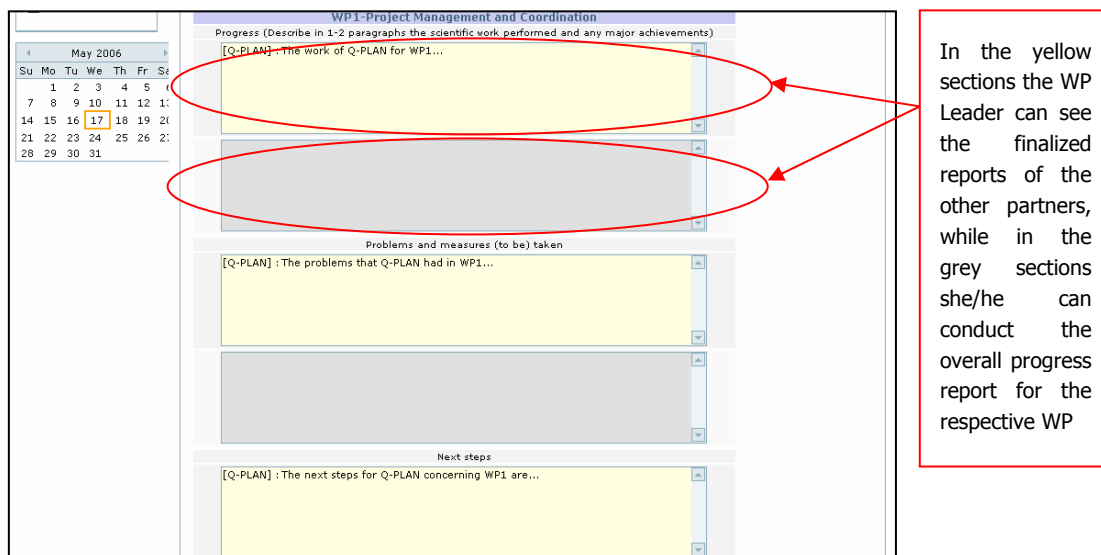 WP1-Project Management and Coordination
Progress (Describe in 1-2 paragraphs the scientific work performed and any major achievements)
[Q-PLAN] : The work of Q-PLAN for WP1...
May 2006
Su Mo Tu We Th Fr Sa
1 2 3 4 5 6
7 8 9 10 11 12 13
14 15 16 17 18 19 20
21 22 23 24 25 26 27
28 29 30 31
Problems and measures (to be) taken
[Q-PLAN] : The problems that Q-PLAN had in WP1...
Next steps
[Q-PLAN] : The next steps for Q-PLAN concerning WP1 are...
In the yellow
sections the WP
Leader can see
the finalized
reports of the
other partners,
while in the
grey sections
she/he can
conduct the
overall progress
report for the
respective WP